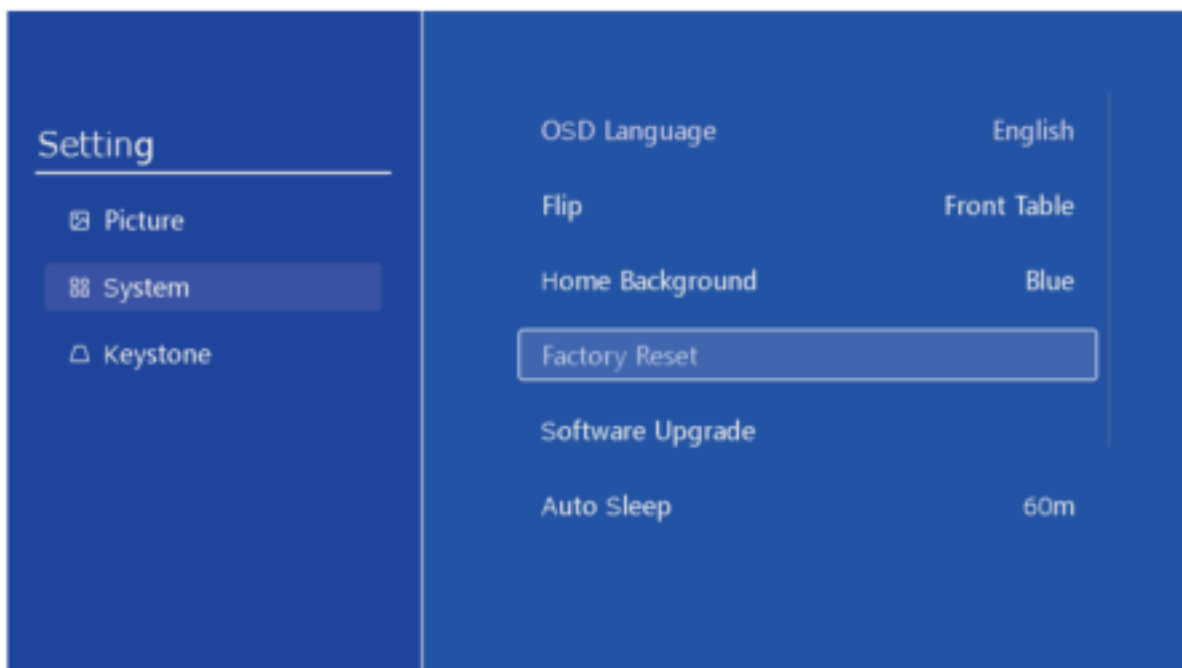 Setting
Picture
System
Keystone
OSD Language English
Flip Front Table
Home Background Blue
Factory Reset
Software Upgrade
Auto Sleep 60m